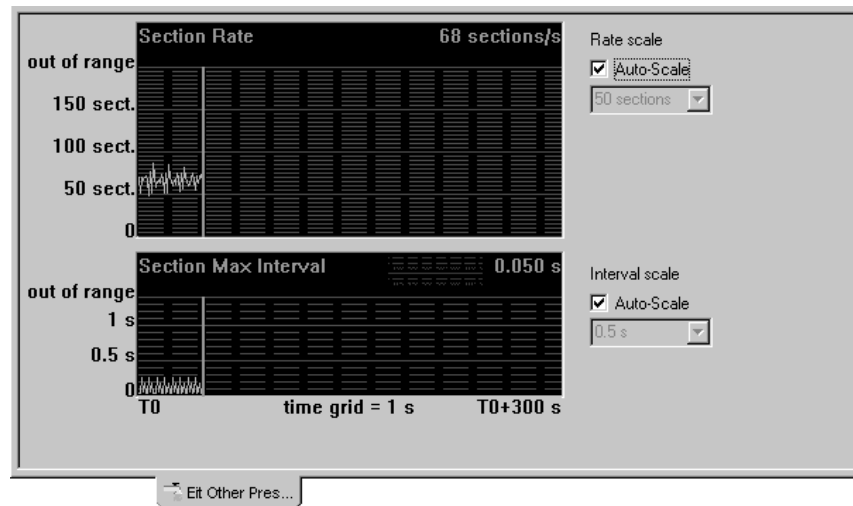 Section Rate 68 sections/s
out of range
150 sect.
100 sect.
50 sect.
0
Rate scale
Auto-Scale
50 sections
Section Max Interval 0.050 s
out of range
1 s
0.5 s
0
T0 time grid = 1 s T0+300 s
Interval scale
Auto-Scale
0.5 s
Eit Other Pres...